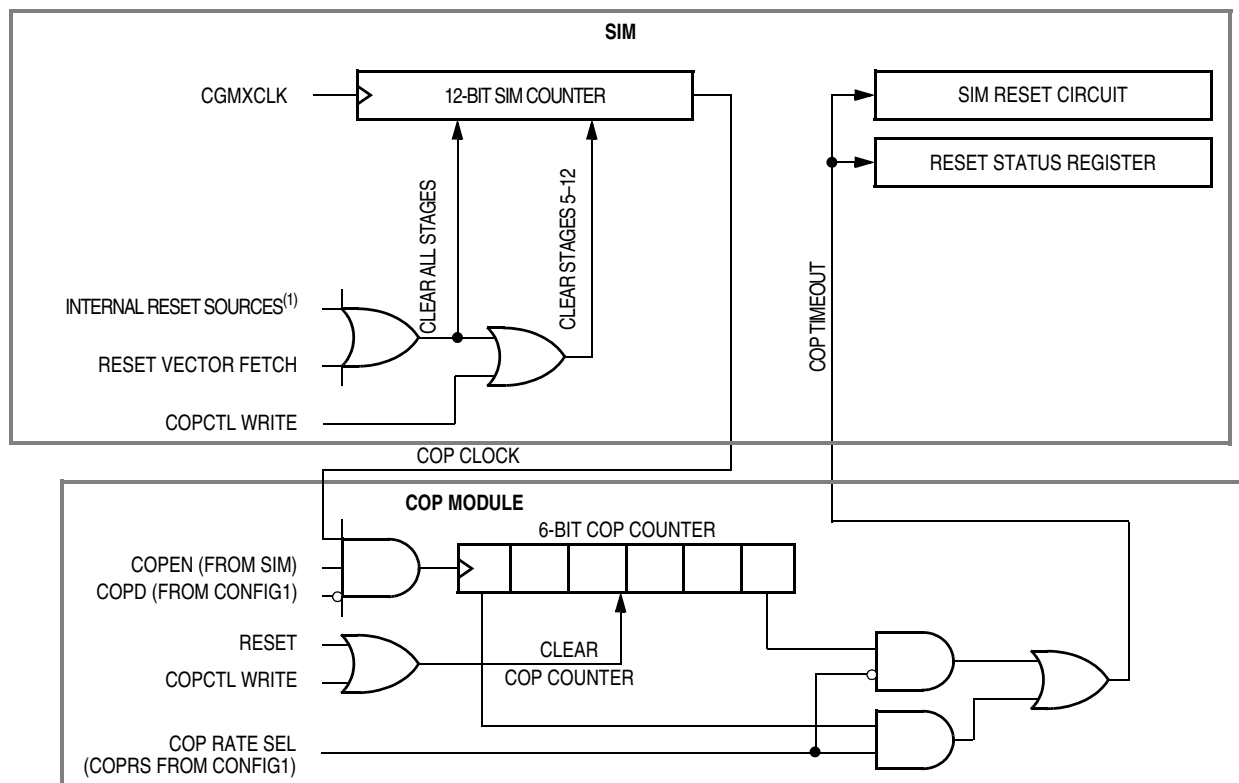 SIM
CGMXCLK
12-BIT SIM COUNTER
SIM RESET CIRCUIT
RESET STATUS REGISTER
CLEAR ALL STAGES
CLEAR STAGES 5–12
COP TIMEOUT
INTERNAL RESET SOURCES(1)
RESET VECTOR FETCH
COPCTL WRITE
COP CLOCK
COP MODULE
6-BIT COP COUNTER
COPEN (FROM SIM)
COPD (FROM CONFIG1)
RESET
COPCTL WRITE
CLEAR
COP COUNTER
COP RATE SEL
(COPRS FROM CONFIG1)